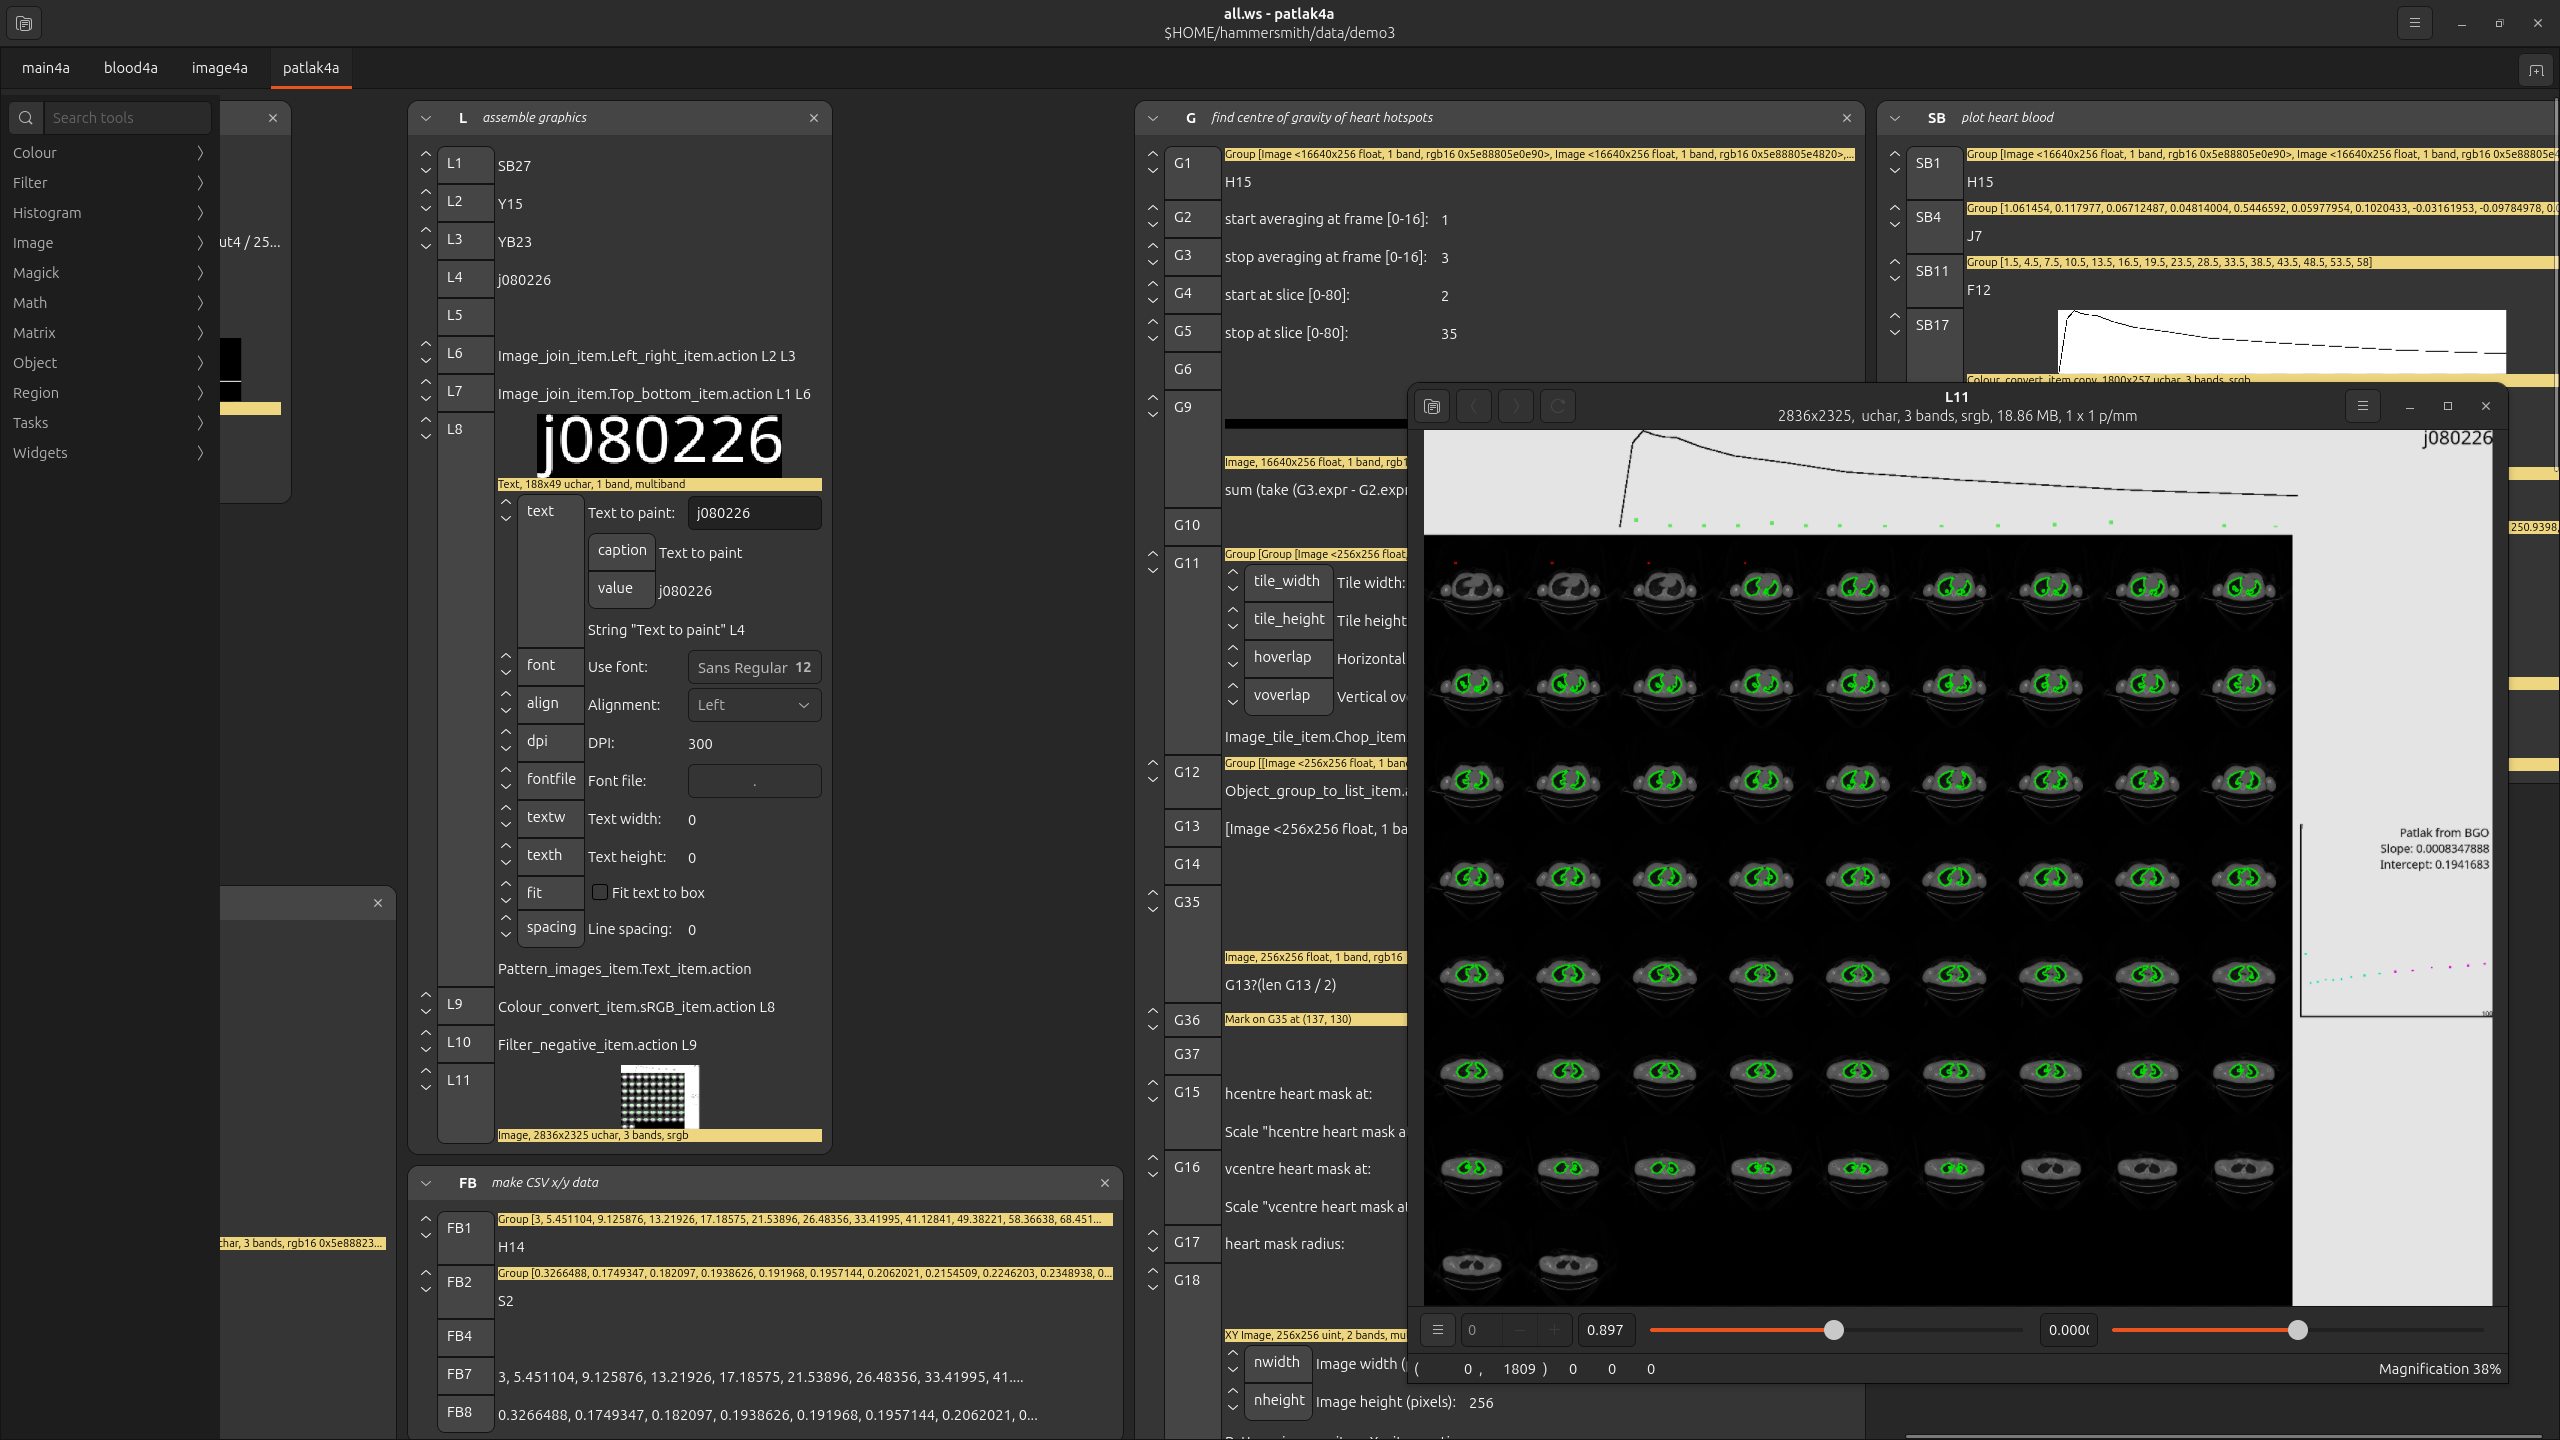 all.ws - patlak4a
$HOME/hammersmith/data/demo3
main4a
blood4a
image4a
patlak4a
Search tools
Colour
Filter
Histogram
Image
Magick
Math
Matrix
Object
Region
Tasks
Widgets
ut4 / 25...
L assemble graphics
L1 SB27
L2 Y15
L3 YB23
L4 j080226
L5
L6 Image_join_item.Left_right_item.action L2 L3
L7 Image_join_item.Top_bottom_item.action L1 L6
L8 j080226
Text, 188x49 uchar, 1 band, multiband
text Text to paint: j080226
caption Text to paint
value j080226
String "Text to paint" L4
font Use font: Sans Regular 12
align Alignment: Left
dpi DPI: 300
fontfile Font file: .
textw Text width: 0
texth Text height: 0
fit Fit text to box
spacing Line spacing: 0
Pattern_images_item.Text_item.action
L9 Colour_convert_item.sRGB_item.action L8
L10 Filter_negative_item.action L9
L11
Image, 2836x2325 uchar, 3 bands, srgb
char, 3 bands, rgb16 0x5e88823...
FB make CSV x/y data
FB1 Group [3, 5.451104, 9.125876, 13.21926, 17.18575, 21.53896, 26.48356, 33.41995, 41.12841, 49.38221, 58.36638, 68.451...
H14
FB2 Group [0.3266488, 0.1749347, 0.182097, 0.1938626, 0.191968, 0.1957144, 0.2062021, 0.2154509, 0.2246203, 0.2348938, 0...
S2
FB4
FB7 3, 5.451104, 9.125876, 13.21926, 17.18575, 21.53896, 26.48356, 33.41995, 41....
FB8 0.3266488, 0.1749347, 0.182097, 0.1938626, 0.191968, 0.1957144, 0.2062021, 0...
G find centre of gravity of heart hotspots
G1 Group [Image <16640x256 float, 1 band, rgb16 0x5e88805e0e90>, Image <16640x256 float, 1 band, rgb16 0x5e88805e4820>,...
H15
G2 start averaging at frame [0-16]: 1
G3 stop averaging at frame [0-16]: 3
G4 start at slice [0-80]: 2
G5 stop at slice [0-80]: 35
G6
G9
Image, 16640x256 float, 1 band, rgb1
sum (take (G3.expr - G2.expr
G10
G11 Group [Group [Image <256x256 float,
tile_width Tile width:
tile_height Tile height
hoverlap Horizontal
voverlap Vertical ov
Image_tile_item.Chop_item
G12 Group [[Image <256x256 float, 1 ban
Object_group_to_list_item.
G13 [Image <256x256 float, 1 ba
G14
G35
Image, 256x256 float, 1 band, rgb16
G13?(len G13 / 2)
G36 Mark on G35 at (137, 130)
G37
G15 hcentre heart mask at:
Scale "hcentre heart mask a
G16 vcentre heart mask at:
Scale "vcentre heart mask at
G17 heart mask radius:
G18
XY Image, 256x256 uint, 2 bands, mu
nwidth Image width (
nheight Image height (pixels): 256
SB plot heart blood
SB1 Group [Image <16640x256 float, 1 band, rgb16 0x5e88805e0e90>, Image <16640x256 float, 1 band, rgb16 0x5e88805e4
H15
SB4 Group [1.061454, 0.117977, 0.06712487, 0.04814004, 0.5446592, 0.05977954, 0.1020433, -0.03161953, -0.09784978, 0.
J7
SB11 Group [1.5, 4.5, 7.5, 10.5, 13.5, 16.5, 19.5, 23.5, 28.5, 33.5, 38.5, 43.5, 48.5, 53.5, 58]
F12
SB17
Colour_convert_item.conv, 1800x257 uchar, 3 bands, srgb
250.9398,
L11
2836x2325, uchar, 3 bands, srgb, 18.86 MB, 1 x 1 p/mm
j080226
Patlak from BGO
Slope: 0.0008347888
Intercept: 0.1941683
100
0 0.897 0.000
( 0 , 1809 ) 0 0 0
Magnification 38%